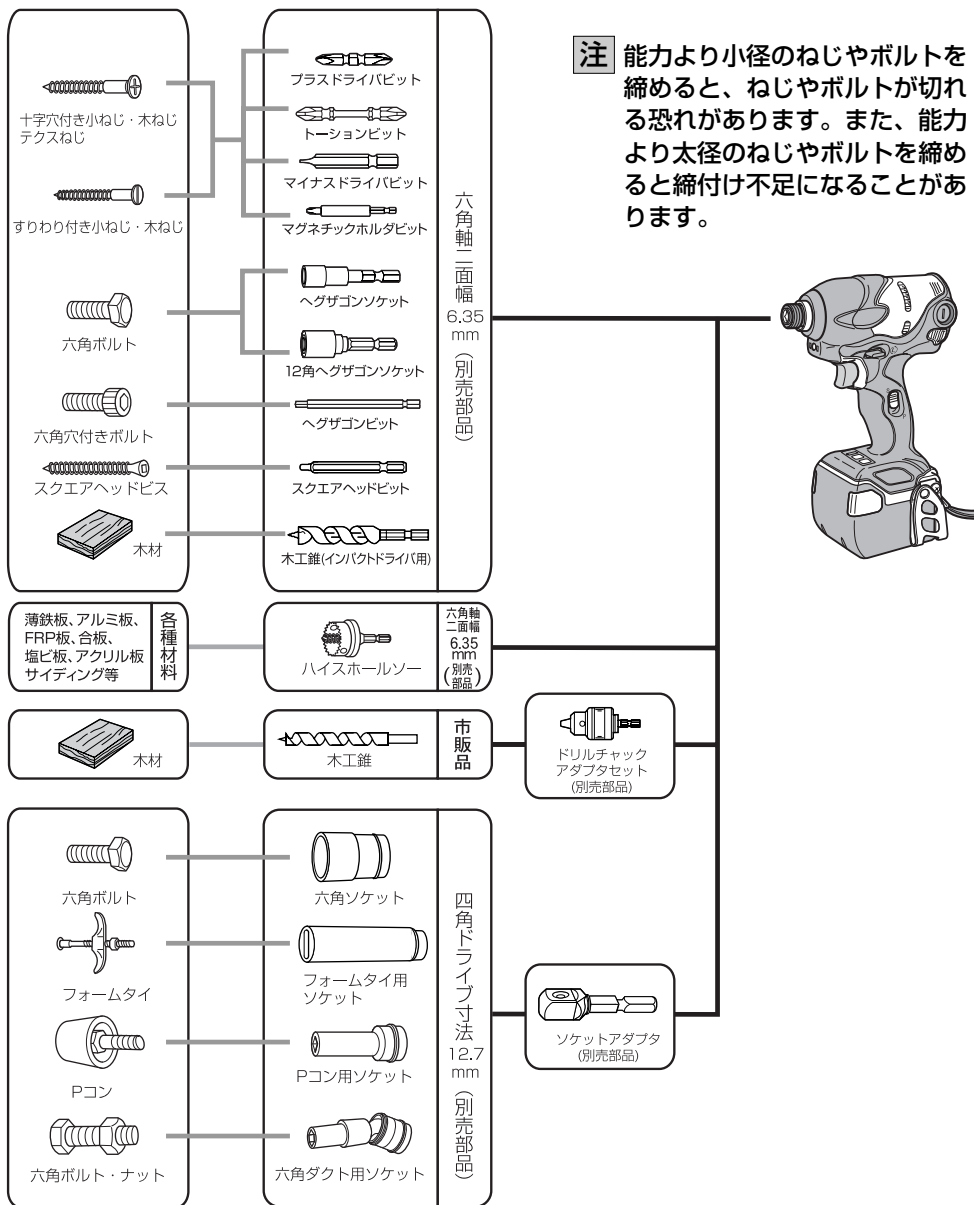 注 能力より小径のねじやボルトを
締めると、ねじやボルトが切れ
る恐れがあります。また、能力
より太径のねじやボルトを締め
ると締付け不足になることがあ
ります。
十字穴付き小ねじ・木ねじ
テクスねじ
すりわり付き小ねじ・木ねじ
六角ボルト
六角穴付きボルト
スクエアヘッドビス
木材
プラスドライバビット
トーションビット
マイナスドライバビット
マグネチックホルダビット
ヘグザゴンソケット
12角ヘグザゴンソケット
ヘグザゴンビット
スクエアヘッドビット
木工錐(インパクトドライバ用)
六角軸二面幅 6.35 mm (別売部品)
薄鉄板、アルミ板、
FRP板、合板、
塩ビ板、アクリル板
サイディング等
各種材料
ハイスホールソー
六角軸
二面幅
6.35
mm
(別売
部品)
木材
木工錐
市販品
ドリルチャック
アダプタセット
(別売部品)
六角ボルト
フォームタイ
Pコン
六角ボルト・ナット
六角ソケット
フォームタイ用
ソケット
Pコン用ソケット
六角ダクト用ソケット
四角ドライブ寸法 12.7 mm (別売部品)
ソケットアダプタ
(別売部品)